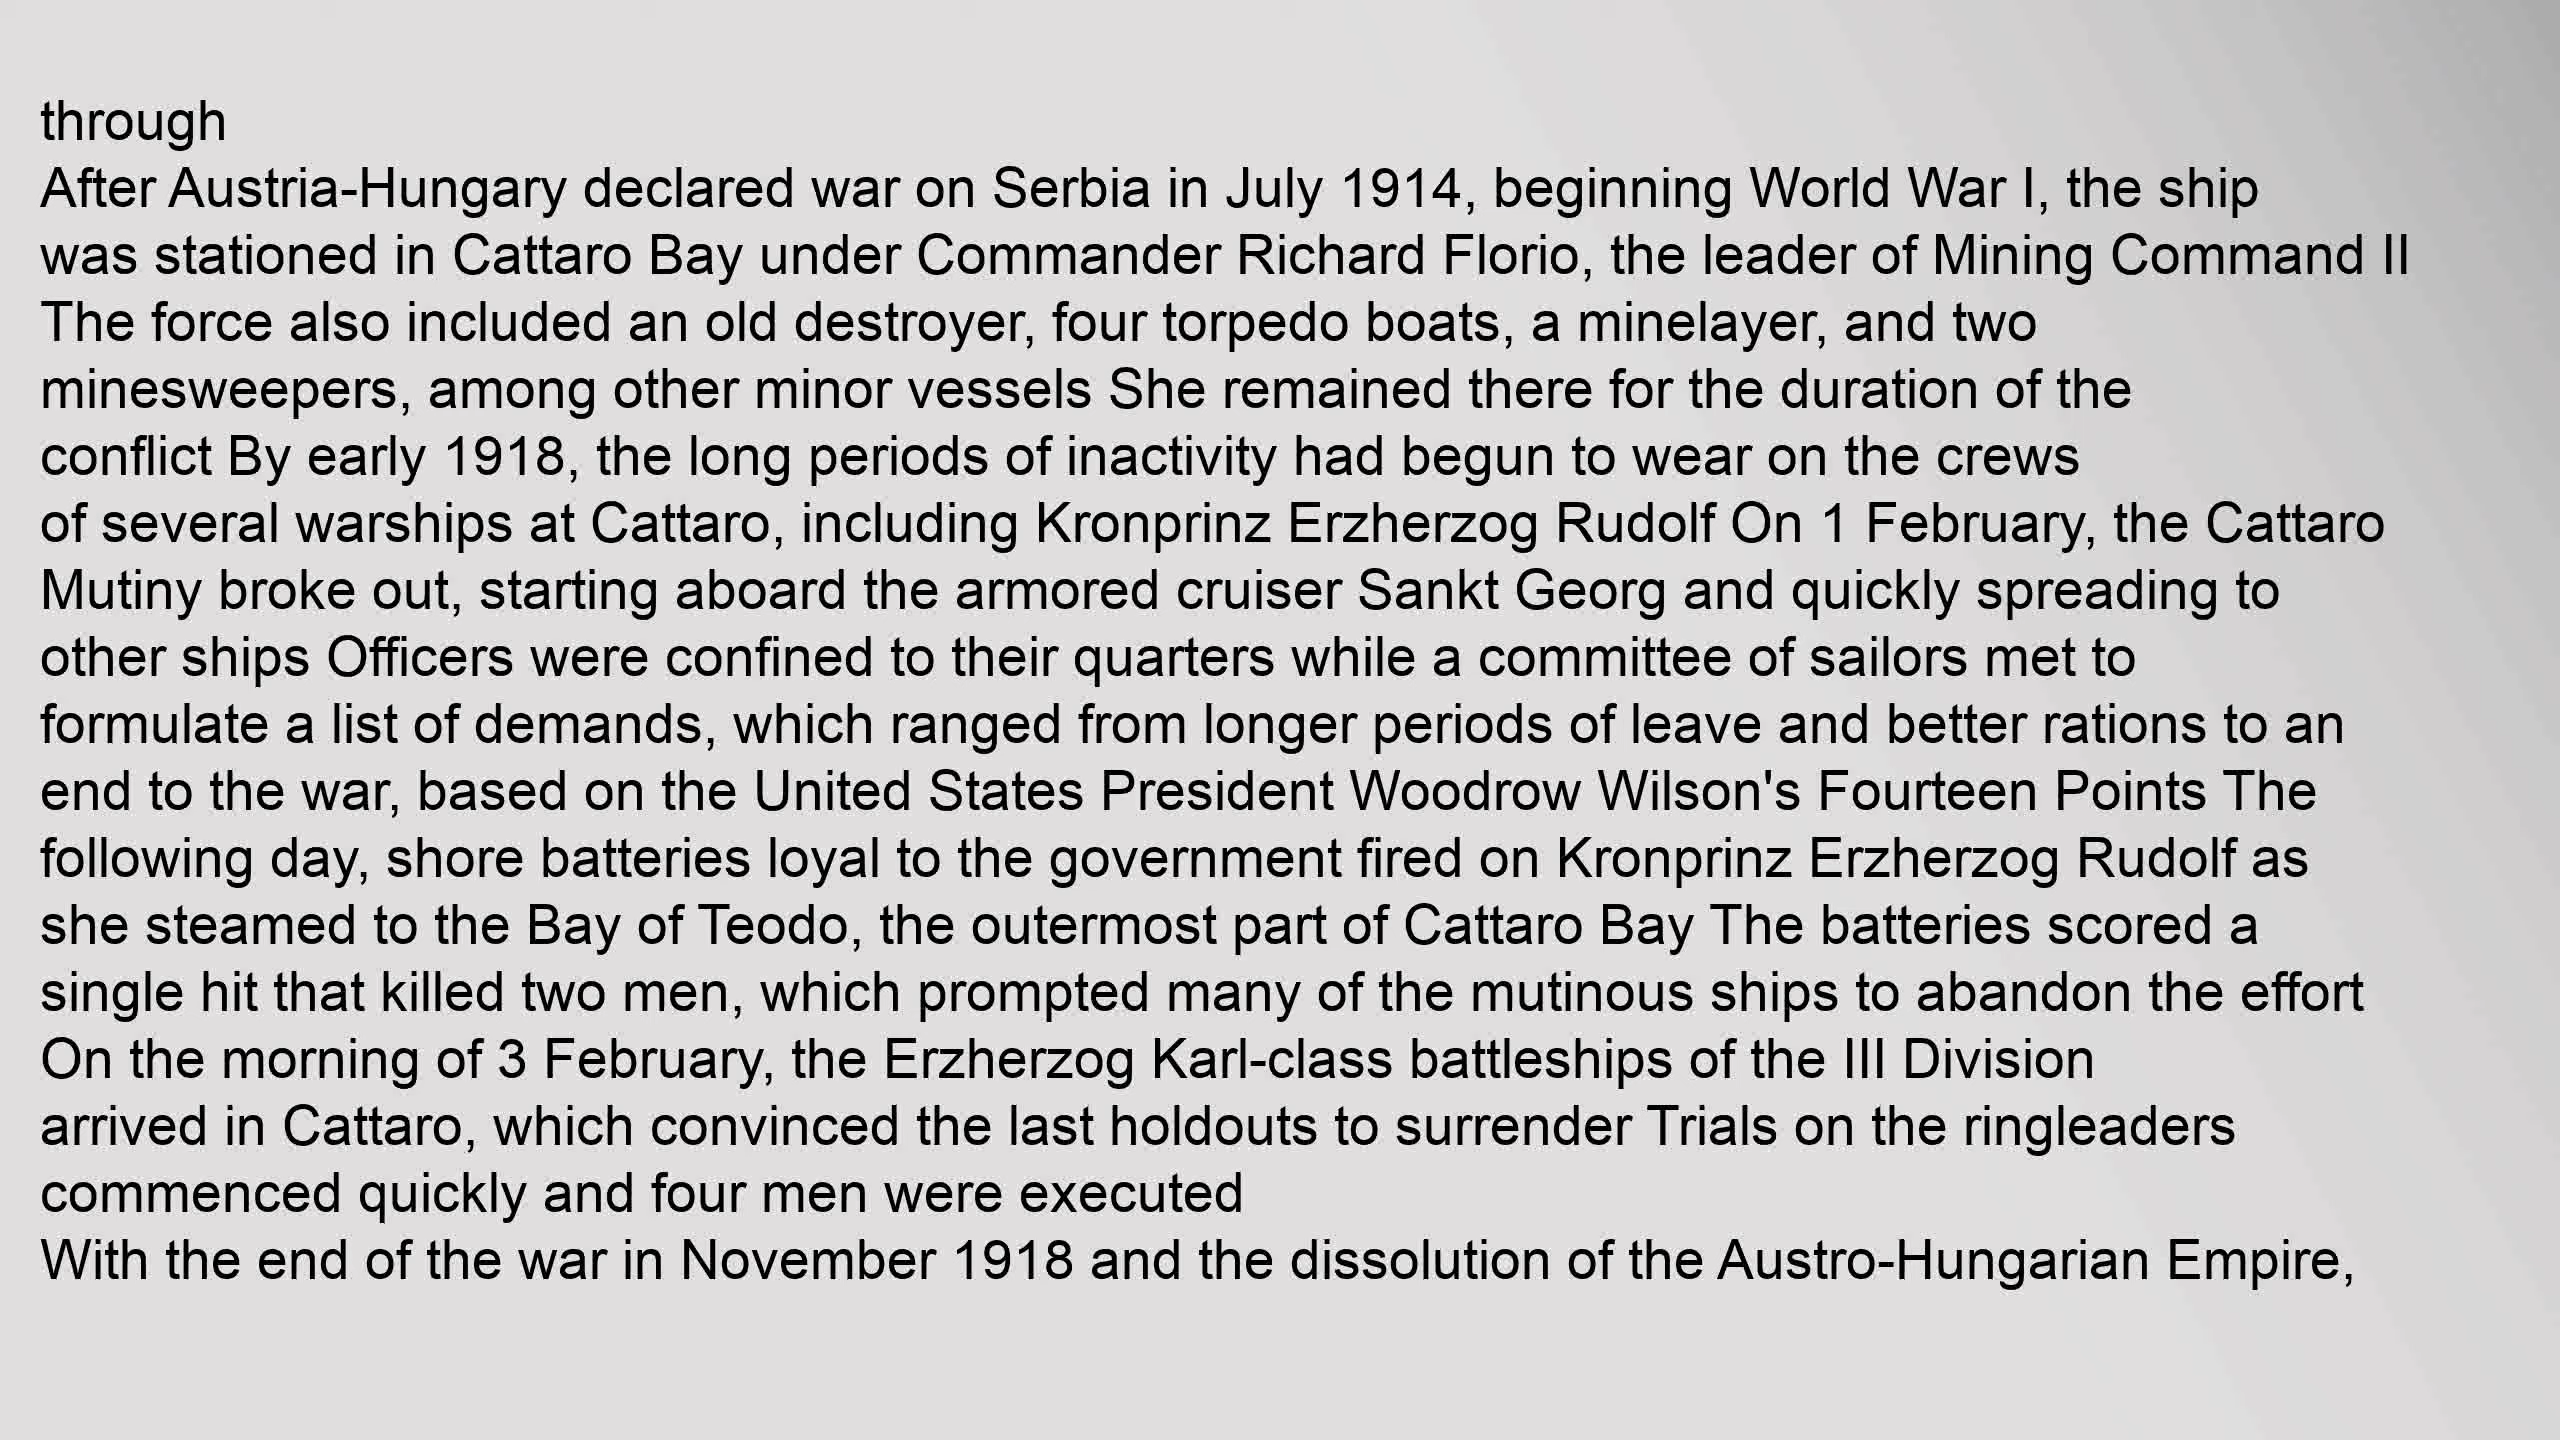 through
After Austria-Hungary declared war on Serbia in July 1914, beginning World War I, the ship
was stationed in Cattaro Bay under Commander Richard Florio, the leader of Mining Command II
The force also included an old destroyer, four torpedo boats, a minelayer, and two
minesweepers, among other minor vessels She remained there for the duration of the
conflict By early 1918, the long periods of inactivity had begun to wear on the crews
of several warships at Cattaro, including Kronprinz Erzherzog Rudolf On 1 February, the Cattaro
Mutiny broke out, starting aboard the armored cruiser Sankt Georg and quickly spreading to
other ships Officers were confined to their quarters while a committee of sailors met to
formulate a list of demands, which ranged from longer periods of leave and better rations to an
end to the war, based on the United States President Woodrow Wilson's Fourteen Points The
following day, shore batteries loyal to the government fired on Kronprinz Erzherzog Rudolf as
she steamed to the Bay of Teodo, the outermost part of Cattaro Bay The batteries scored a
single hit that killed two men, which prompted many of the mutinous ships to abandon the effort
On the morning of 3 February, the Erzherzog Karl-class battleships of the III Division
arrived in Cattaro, which convinced the last holdouts to surrender Trials on the ringleaders
commenced quickly and four men were executed
With the end of the war in November 1918 and the dissolution of the Austro-Hungarian Empire,